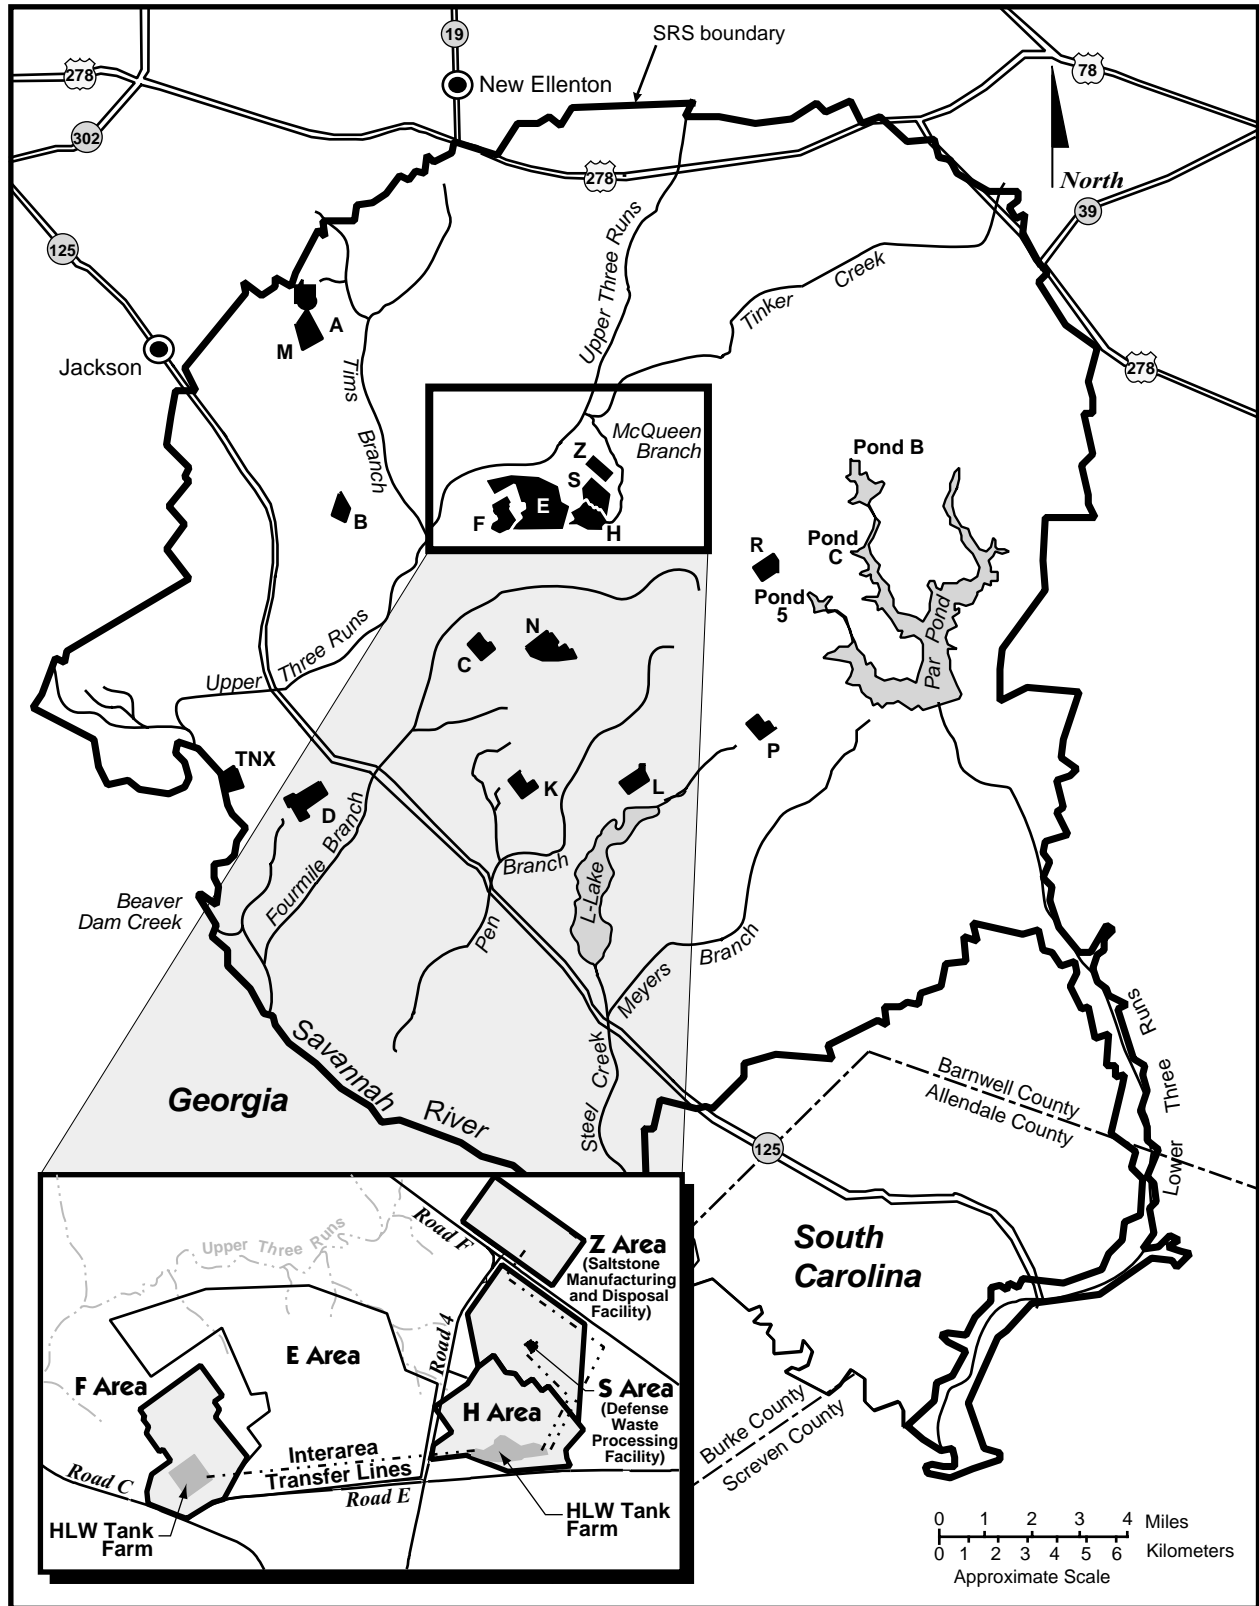 19
SRS boundary
278
New Ellenton
78
302
278
North
39
125
Upper Three Runs
Tinker Creek
A
M
Jackson
278
Tims Branch
McQueen
Branch
Z
S
E
F
H
B
Pond B
Pond
C
R
Pond
5
Par Pond
N
C
Upper Three Runs
P
TNX
D
K
L
Fourmile Branch
Branch
Pen
L-Lake
Beaver
Dam Creek
Meyers Branch
Steel Creek
Savannah River
Georgia
Lower Three Runs
Barnwell County
Allendale County
125
South
Carolina
Burke County
Screven County
Upper Three Runs
Road F
Z Area
(Saltstone
Manufacturing
and Disposal
Facility)
Road 4
E Area
F Area
S Area
(Defense
Waste
Processing
Facility)
H Area
Interarea
Transfer Lines
Road C
Road E
HLW Tank
Farm
HLW Tank
Farm
0 1 2 3 4 Miles
0 1 2 3 4 5 6 Kilometers
Approximate Scale